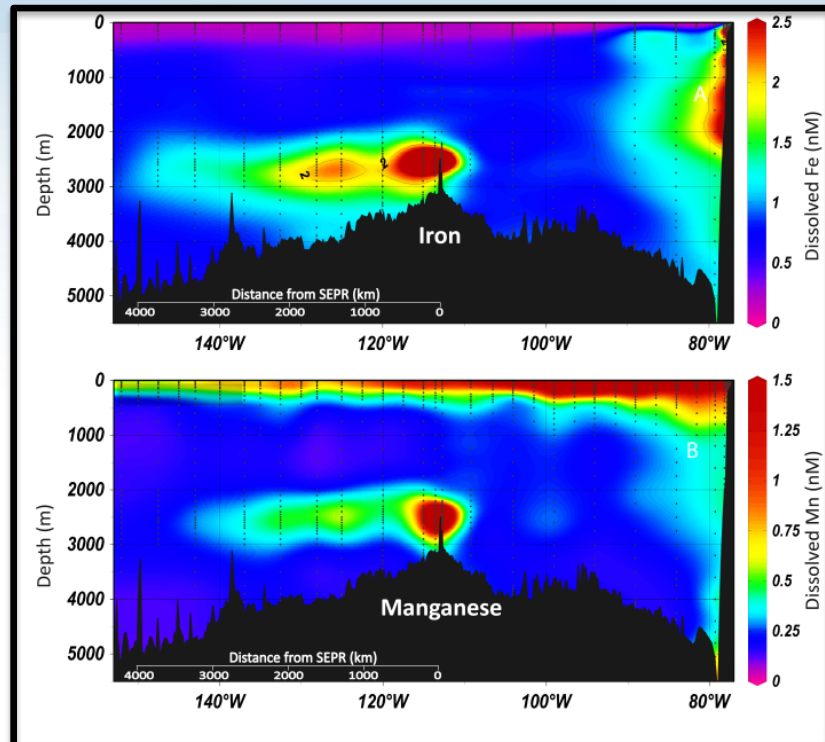 0
1000
2000
3000
4000
5000
Depth (m)
A
2
2
Iron
Distance from SEPR (km)
4000 3000 2000 1000 0
140°W 120°W 100°W 80°W
2.5
2
1.5
1
0.5
0
Dissolved Fe (nM)
0
1000
2000
3000
4000
5000
Depth (m)
B
Manganese
Distance from SEPR (km)
4000 3000 2000 1000 0
140°W 120°W 100°W 80°W
1.5
1.25
1
0.75
0.5
0.25
0
Dissolved Mn (nM)